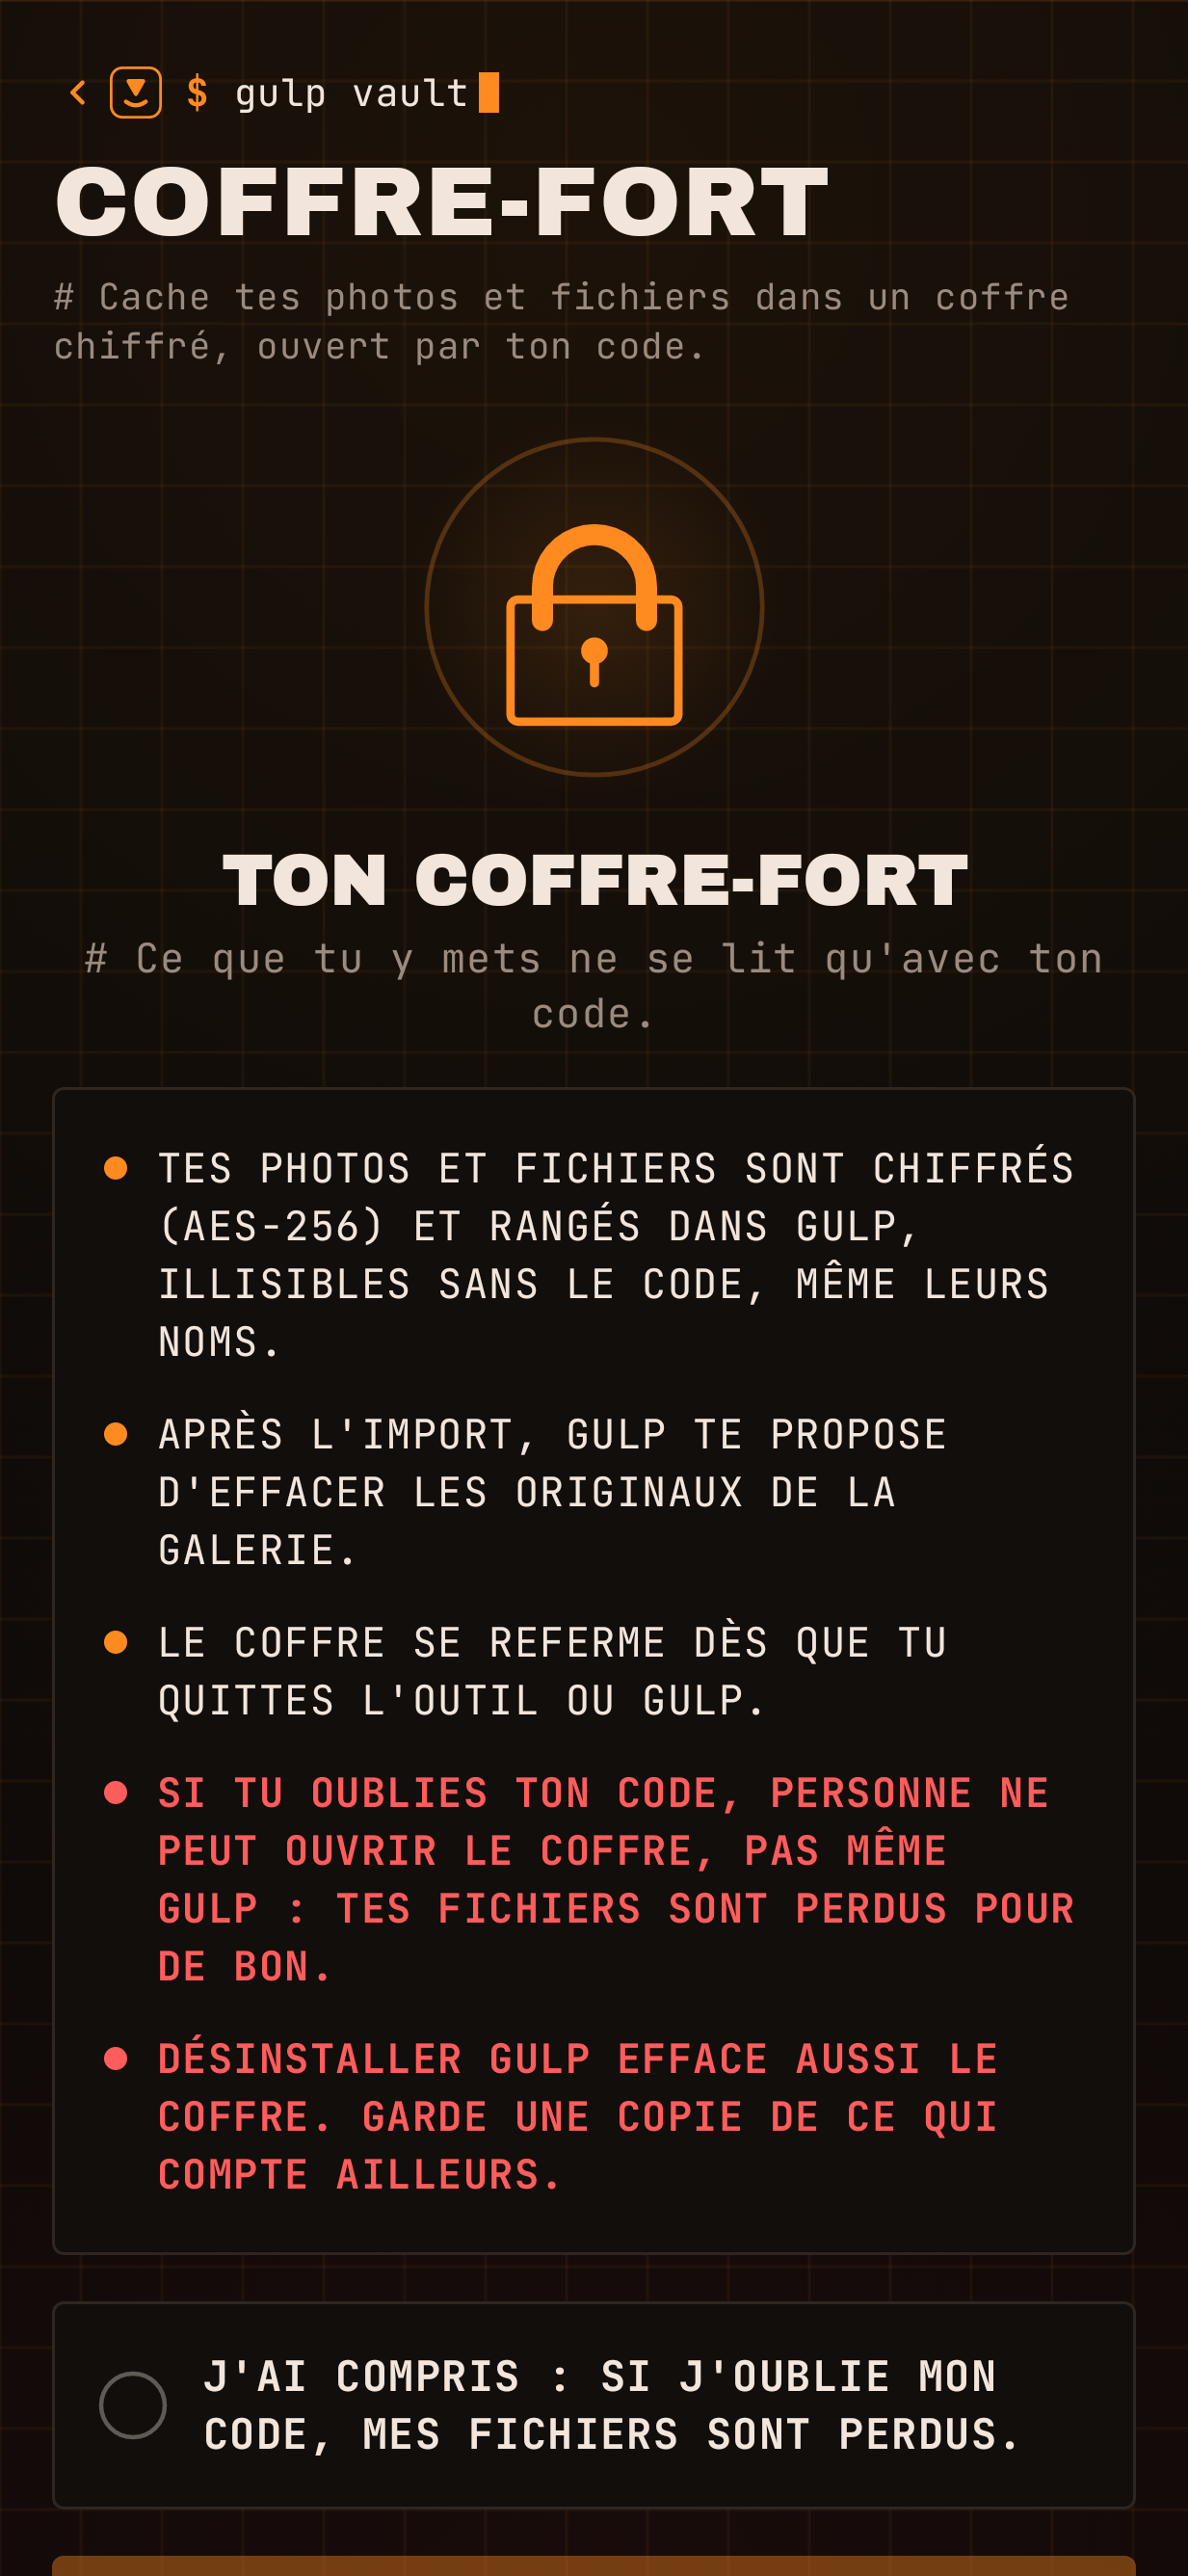 $ gulp vault
COFFRE-FORT
# Cache tes photos et fichiers dans un coffre
chiffré, ouvert par ton code.
TON COFFRE-FORT
# Ce que tu y mets ne se lit qu'avec ton
code.
TES PHOTOS ET FICHIERS SONT CHIFFRÉS
(AES-256) ET RANGÉS DANS GULP,
ILLISIBLES SANS LE CODE, MÊME LEURS
NOMS.
APRÈS L'IMPORT, GULP TE PROPOSE
D'EFFACER LES ORIGINAUX DE LA
GALERIE.
LE COFFRE SE REFERME DÈS QUE TU
QUITTES L'OUTIL OU GULP.
SI TU OUBLIES TON CODE, PERSONNE NE
PEUT OUVRIR LE COFFRE, PAS MÊME
GULP : TES FICHIERS SONT PERDUS POUR
DE BON.
DÉSINSTALLER GULP EFFACE AUSSI LE
COFFRE. GARDE UNE COPIE DE CE QUI
COMPTE AILLEURS.
J'AI COMPRIS : SI J'OUBLIE MON
CODE, MES FICHIERS SONT PERDUS.